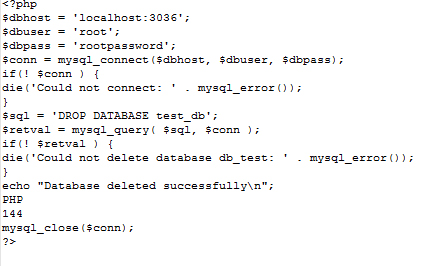 <?php
$dbhost = 'localhost:3036';
$dbuser = 'root';
$dbpass = 'rootpassword';
$conn = mysql_connect($dbhost, $dbuser, $dbpass);
if(! $conn ) {
die('Could not connect: ' . mysql_error());
}
$sql = 'DROP DATABASE test_db';
$retval = mysql_query( $sql, $conn );
if(! $retval ) {
die('Could not delete database db_test: ' . mysql_error());
}
echo "Database deleted successfully\n";
PHP
144
mysql_close($conn);
?>